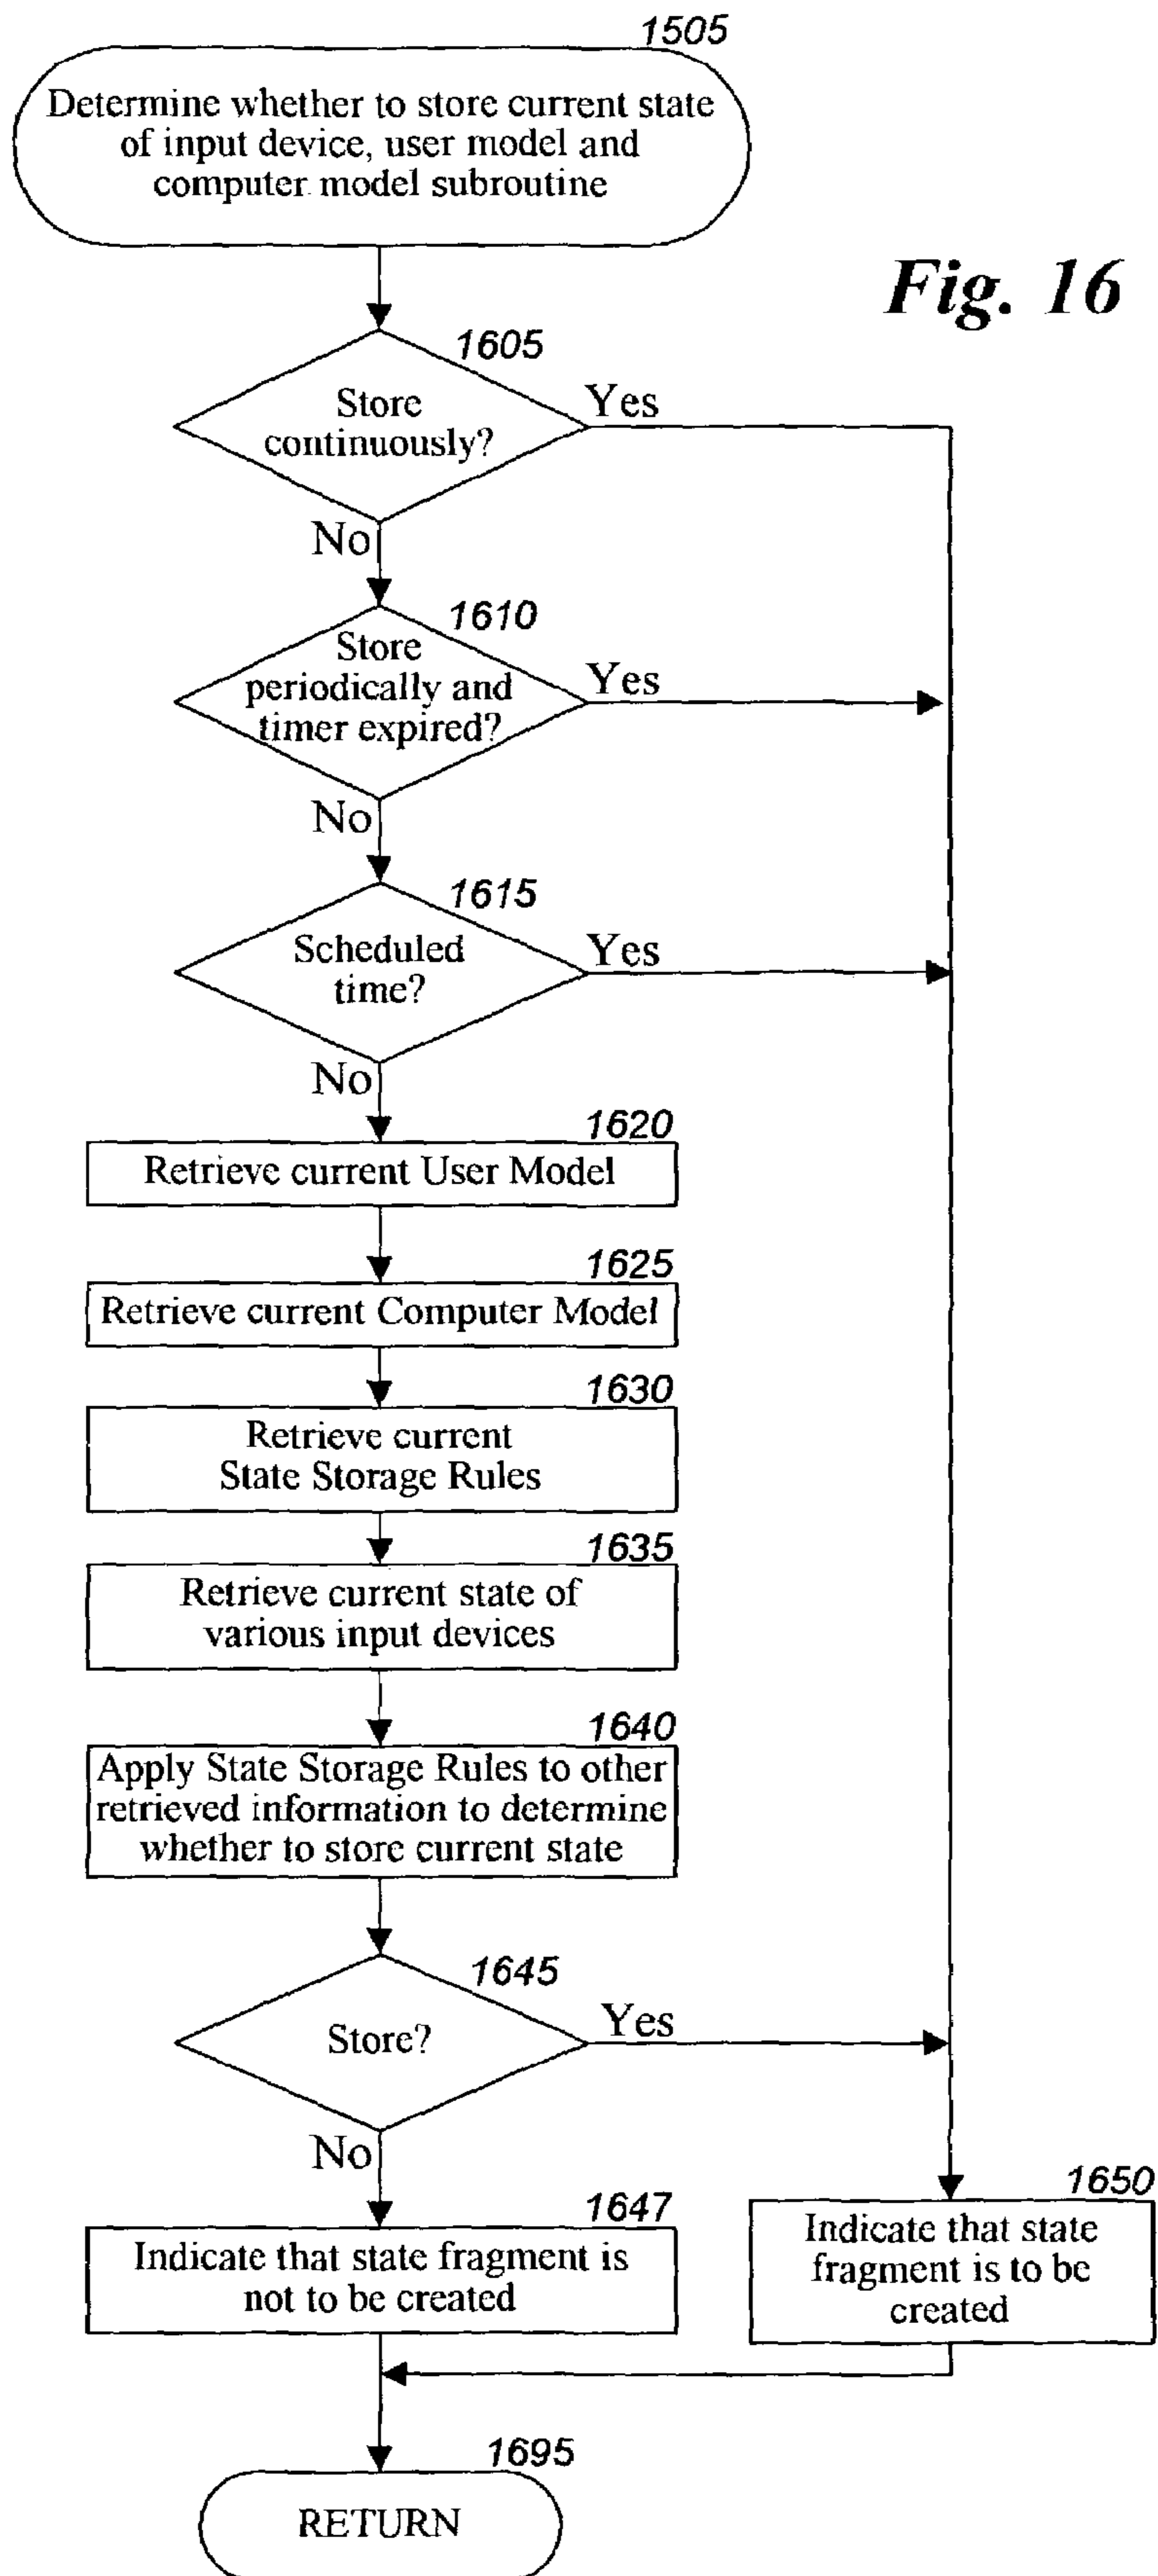 1505
Determine whether to store current state
of input device, user model and
computer model subroutine
Fig. 16
1605
Store
continuously?
Yes
No
1610
Store
periodically and
timer expired?
Yes
No
1615
Scheduled
time?
Yes
No
1620
Retrieve current User Model
1625
Retrieve current Computer Model
1630
Retrieve current
State Storage Rules
1635
Retrieve current state of
various input devices
1640
Apply State Storage Rules to other
retrieved information to determine
whether to store current state
1645
Store?
Yes
No
1647
Indicate that state fragment is
not to be created
1650
Indicate that state
fragment is to be
created
1695
RETURN